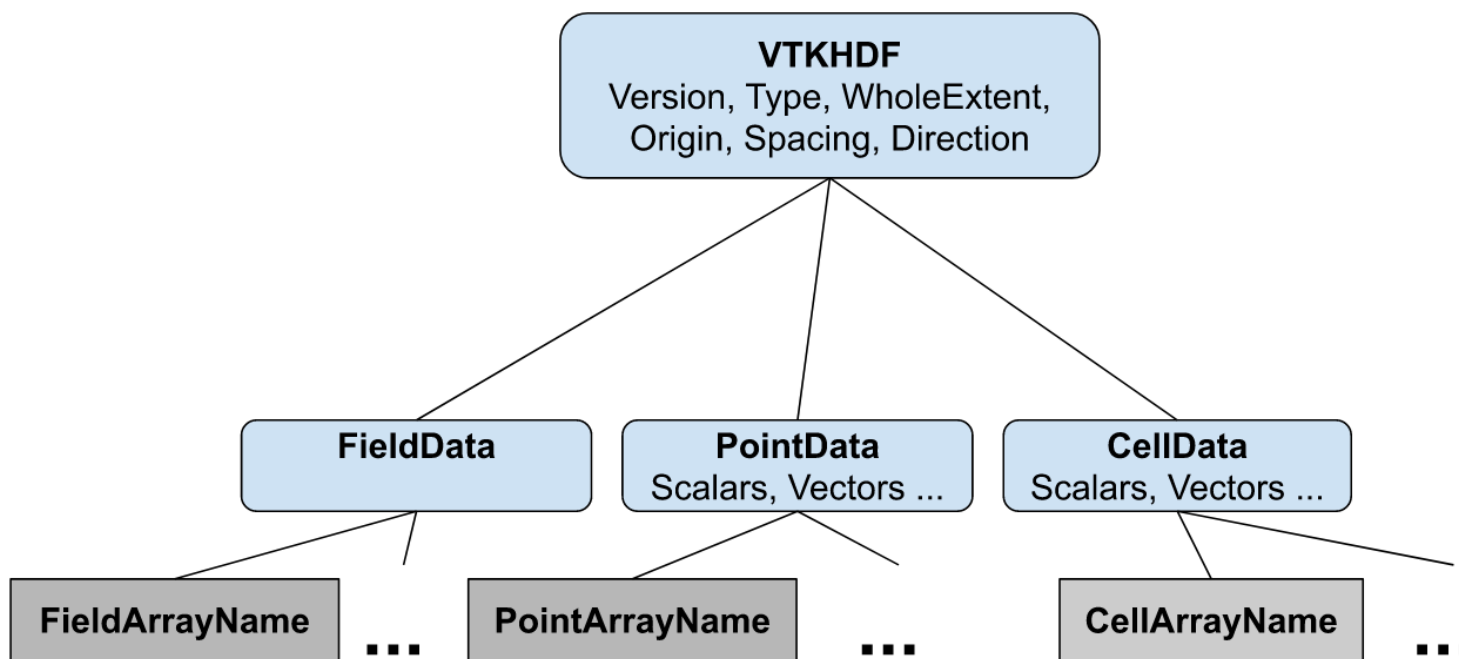 VTKHDF
Version, Type, WholeExtent,
Origin, Spacing, Direction
FieldData
PointData
Scalars, Vectors ...
CellData
Scalars, Vectors ...
FieldArrayName
...
PointArrayName
...
CellArrayName
..